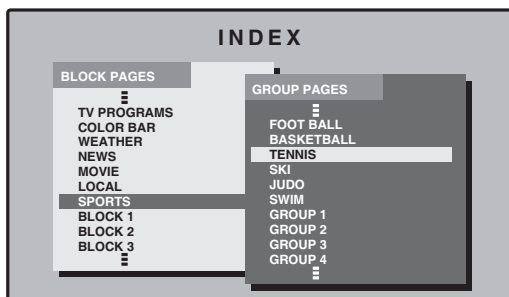 INDEX
BLOCK PAGES
TV PROGRAMS
COLOR BAR
WEATHER
NEWS
MOVIE
LOCAL
SPORTS
BLOCK 1
BLOCK 2
BLOCK 3
GROUP PAGES
FOOT BALL
BASKETBALL
TENNIS
SKI
JUDO
SWIM
GROUP 1
GROUP 2
GROUP 3
GROUP 4